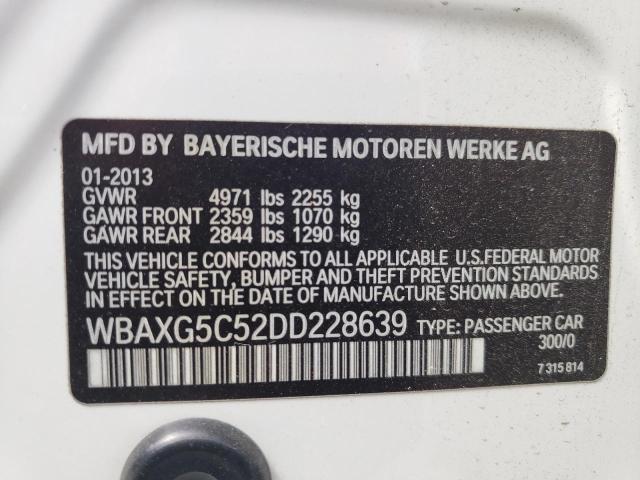 MFD BY BAYERISCHE MOTOREN WERKE AG
01-2013
GVWR 4971 lbs 2255 kg
GAWR FRONT 2359 lbs 1070 kg
GAWR REAR 2844 lbs 1290 kg
THIS VEHICLE CONFORMS TO ALL APPLICABLE U.S.FEDERAL MOTOR
VEHICLE SAFETY, BUMPER AND THEFT PREVENTION STANDARDS
IN EFFECT ON THE DATE OF MANUFACTURE SHOWN ABOVE.
WBAXG5C52DD228639 TYPE: PASSENGER CAR
300/0
7 315 814